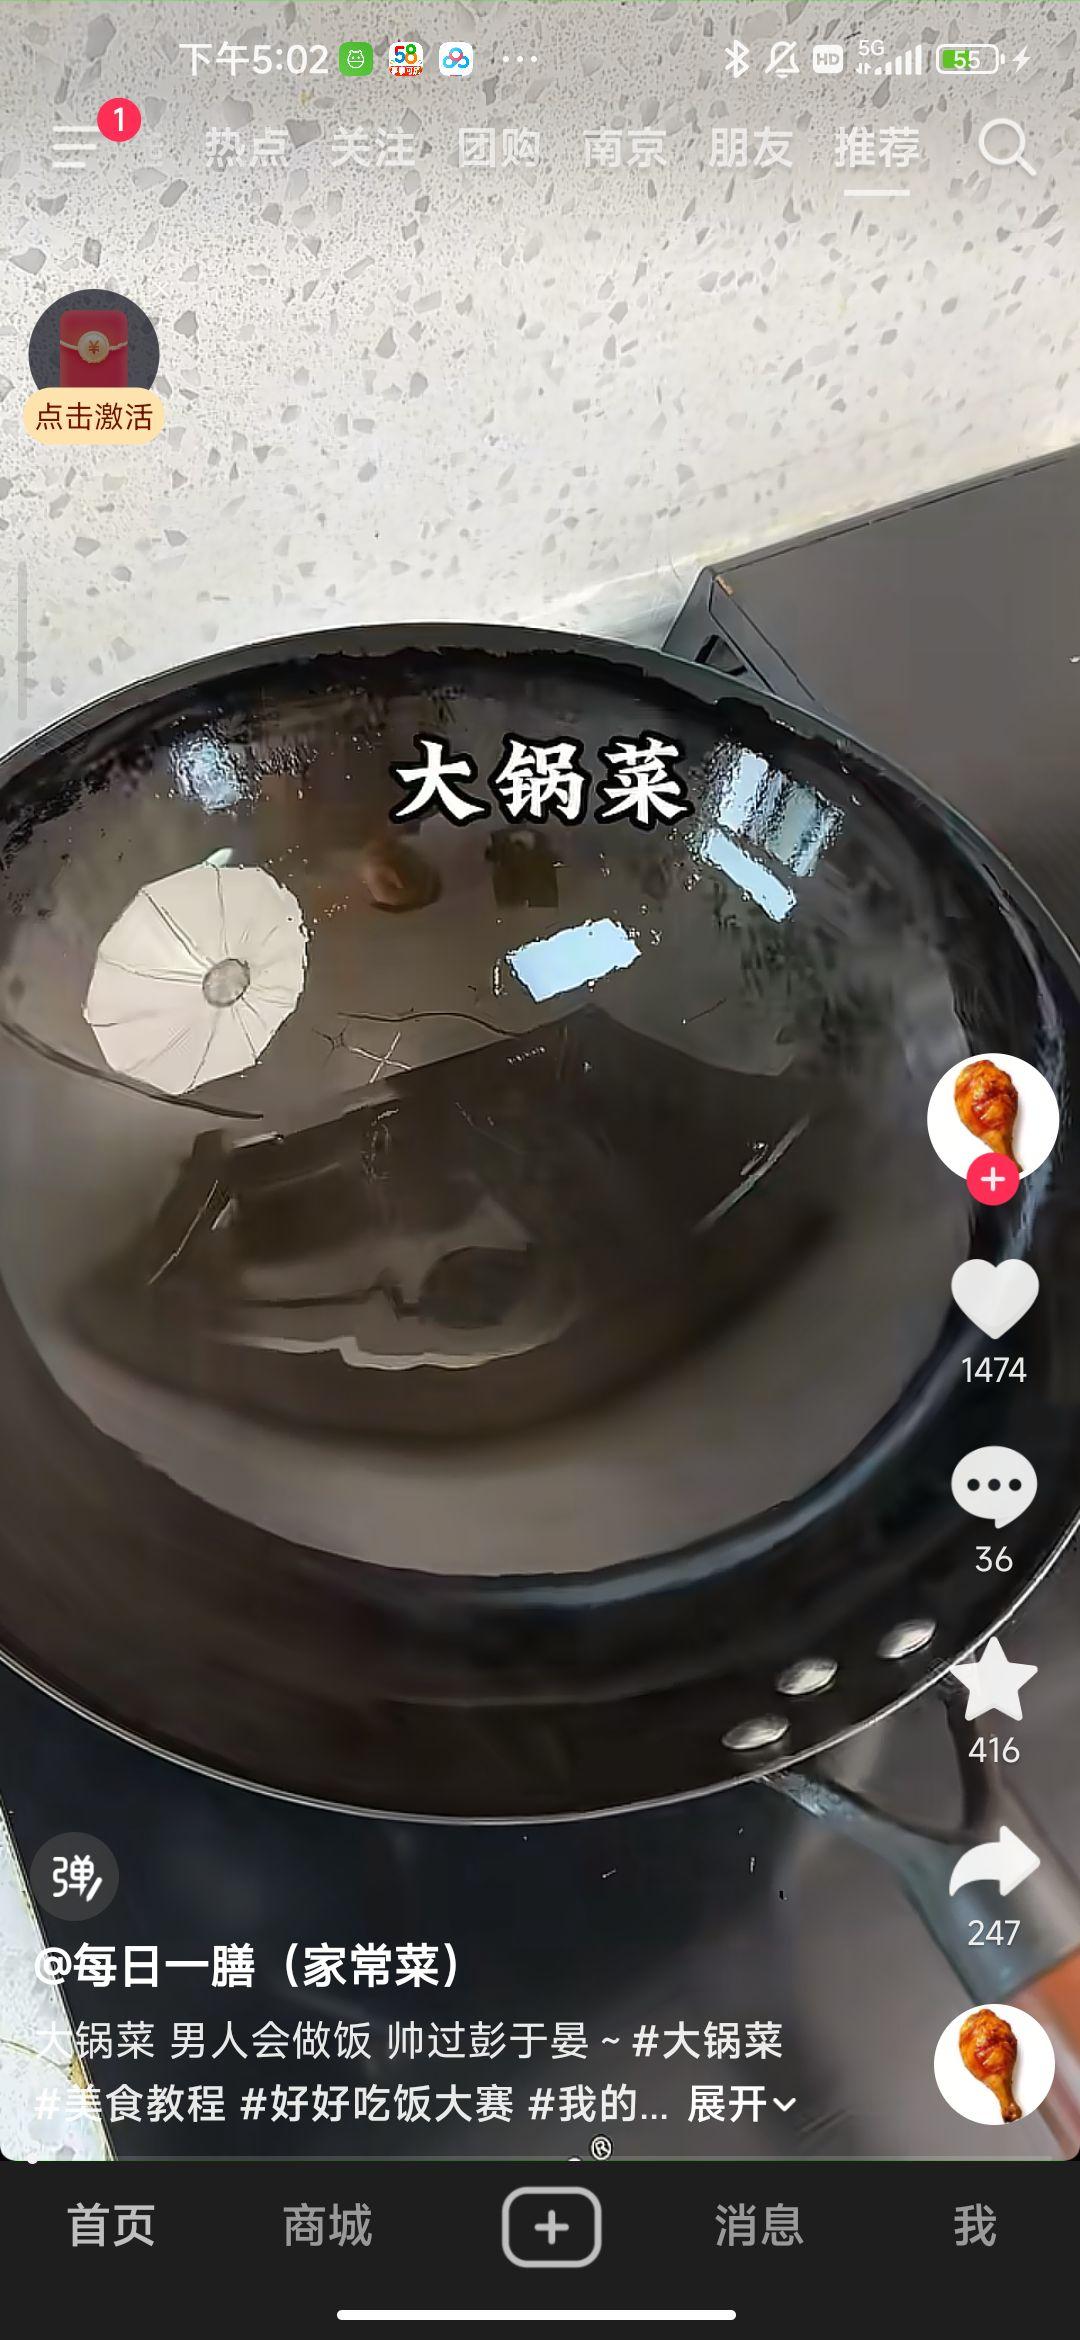 下午5:02
58
HD
5G
55
1
热点 关注 团购 南京 朋友 推荐
点击激活
大锅菜
1474
36
416
247
弹
@每日一膳（家常菜）
大锅菜 男人会做饭 帅过彭于晏 ~ #大锅菜
#美食教程 #好好吃饭大赛 #我的... 展开
®
首页 商城 消息 我